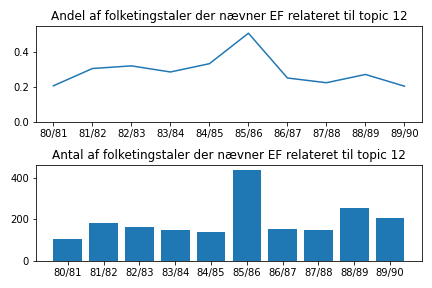 Andel af folketingstaler der nævner EF relateret til topic 12
0.4
0.2
0.0
80/81 81/82 82/83 83/84 84/85 85/86 86/87 87/88 88/89 89/90
Antal af folketingstaler der nævner EF relateret til topic 12
400
200
0
80/81 81/82 82/83 83/84 84/85 85/86 86/87 87/88 88/89 89/90